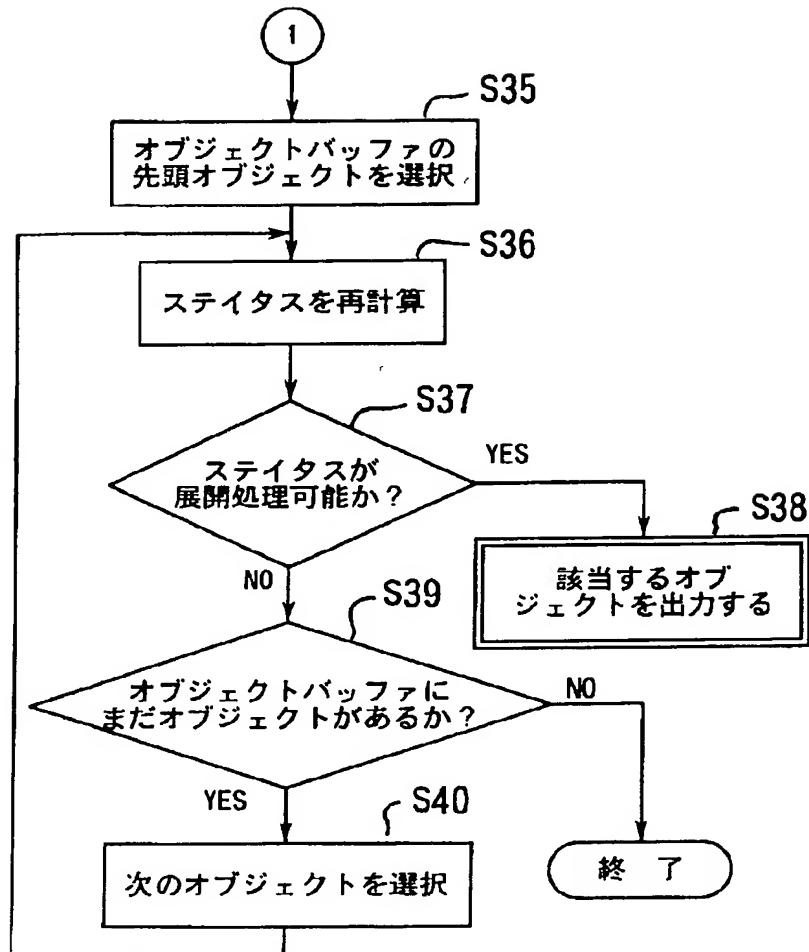 1
S35
オブジェクトバッファの
先頭オブジェクトを選択
S36
ステイタスを再計算
S37
ステイタスが
展開処理可能か?
YES
S38
該当するオブ
ジェクトを出力する
NO
S39
オブジェクトバッファに
まだオブジェクトがあるか?
NO
YES
S40
次のオブジェクトを選択
終 了